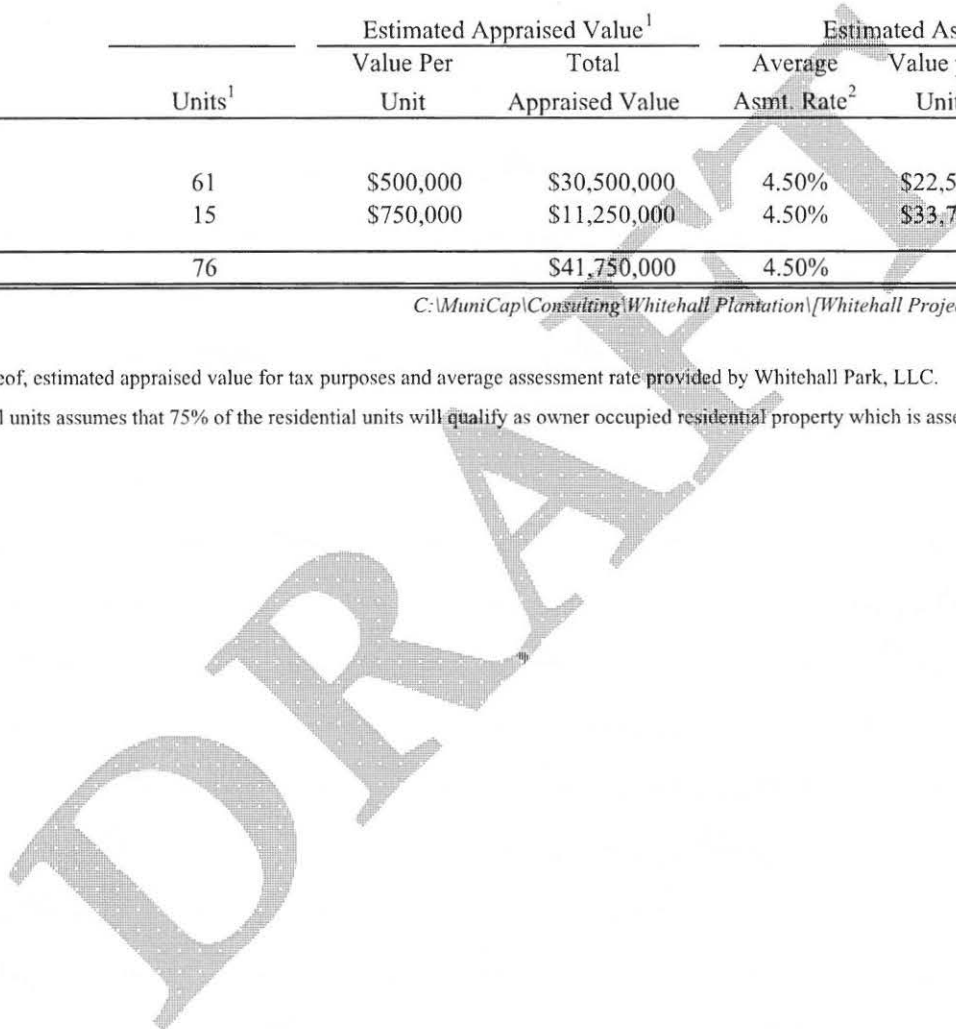 Estimated Appraised Value1 Estimated As
Value Per Total Average Value
Units1 Unit Appraised Value Asmt. Rate2 Unit
61 $500,000 $30,500,000 4.50% $22,5
15 $750,000 $11,250,000 4.50% $33,7
76 $41,750,000 4.50%
C:\MuniCap\Consulting\Whitehall Plantation\[Whitehall Proje
eof, estimated appraised value for tax purposes and average assessment rate provided by Whitehall Park, LLC.
l units assumes that 75% of the residential units will qualify as owner occupied residential property which is asse
DRAFT